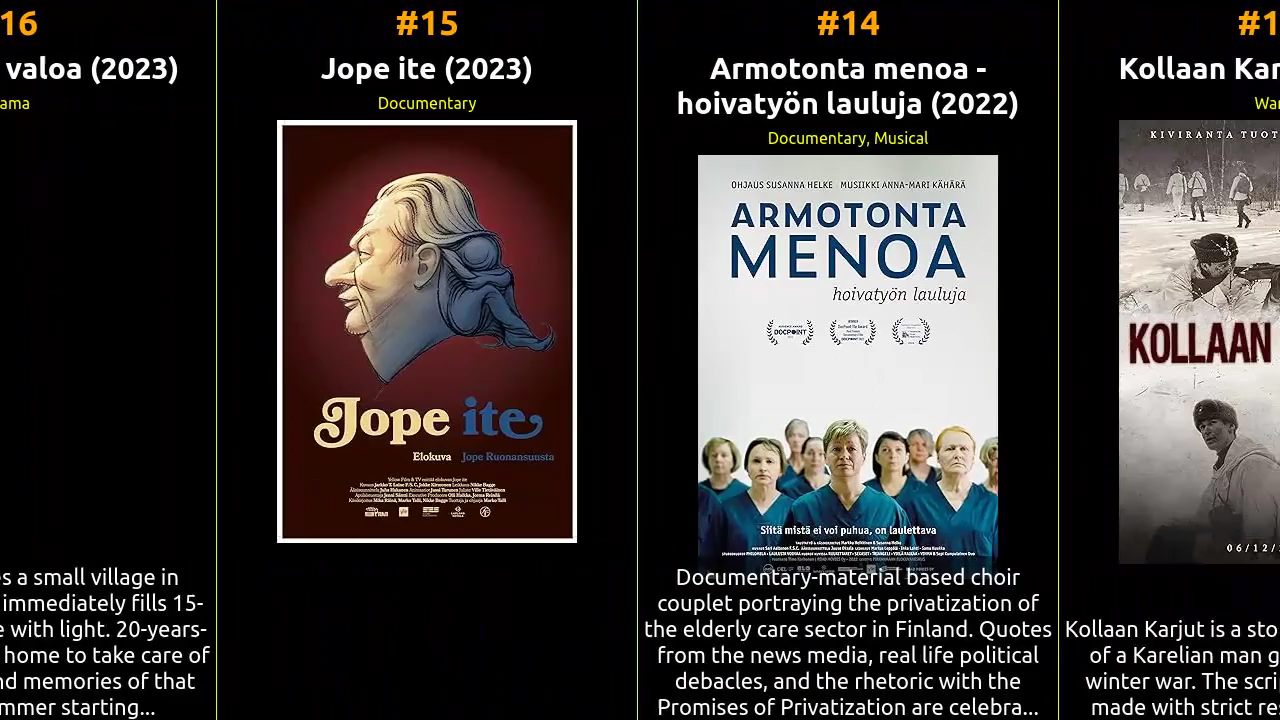 16
valoa (2023)
ama
s a small village in
immediately fills 15-
e with light. 20-years-
home to take care of
nd memories of that
mmer starting...
#15
Jope ite (2023)
Documentary
Jope ite
Elokuva Jope Ruonansuusta
#14
Armotonta menoa -
hoivatyön lauluja (2022)
Documentary, Musical
OHJAUS SUSANNA HELKE MUSIIKKI ANNA-MARI KÄHÄRÄ
ARMOTONTA
MENOA
hoivatyön lauluja
DOCPOINT
Siitä mistä ei voi puhua, on laulettava
Documentary-material based choir
couplet portraying the privatization of
the elderly care sector in Finland. Quotes
from the news media, real life political
debacles, and the rhetoric with the
Promises of Privatization are celebra...
#1
Kollaan Kar
Wa
KIVIRANTA TUOT
KOLLAAN
06/12/
Kollaan Karjut is a sto
of a Karelian man g
winter war. The scri
made with strict re